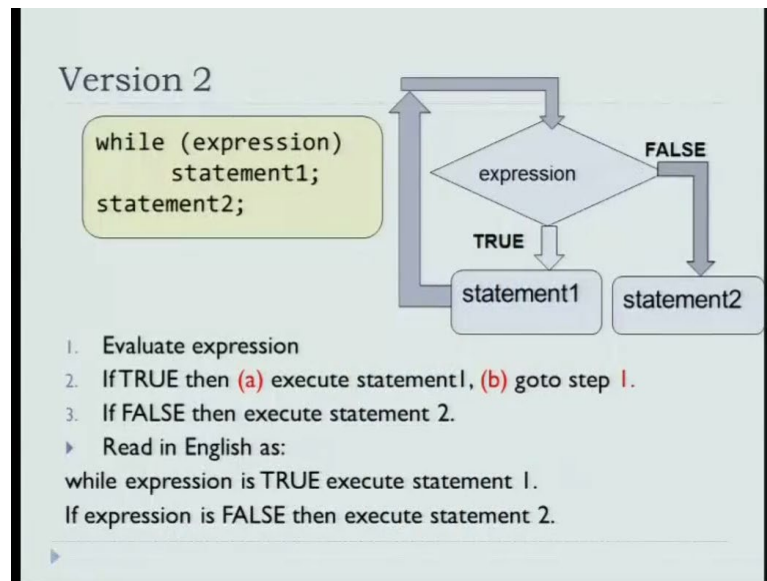 Version 2
while (expression)
statement1;
statement2;
expression
FALSE
TRUE
statement1
statement2
1. Evaluate expression
2. If TRUE then (a) execute statement1, (b) goto step 1.
3. If FALSE then execute statement 2.
Read in English as:
while expression is TRUE execute statement 1.
If expression is FALSE then execute statement 2.